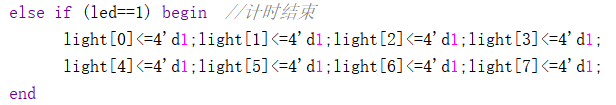 else if (led==1) begin  //计时结束
light[0]<=4'd1;light[1]<=4'd1;light[2]<=4'd1;light[3]<=4'd1;
light[4]<=4'd1;light[5]<=4'd1;light[6]<=4'd1;light[7]<=4'd1;
end